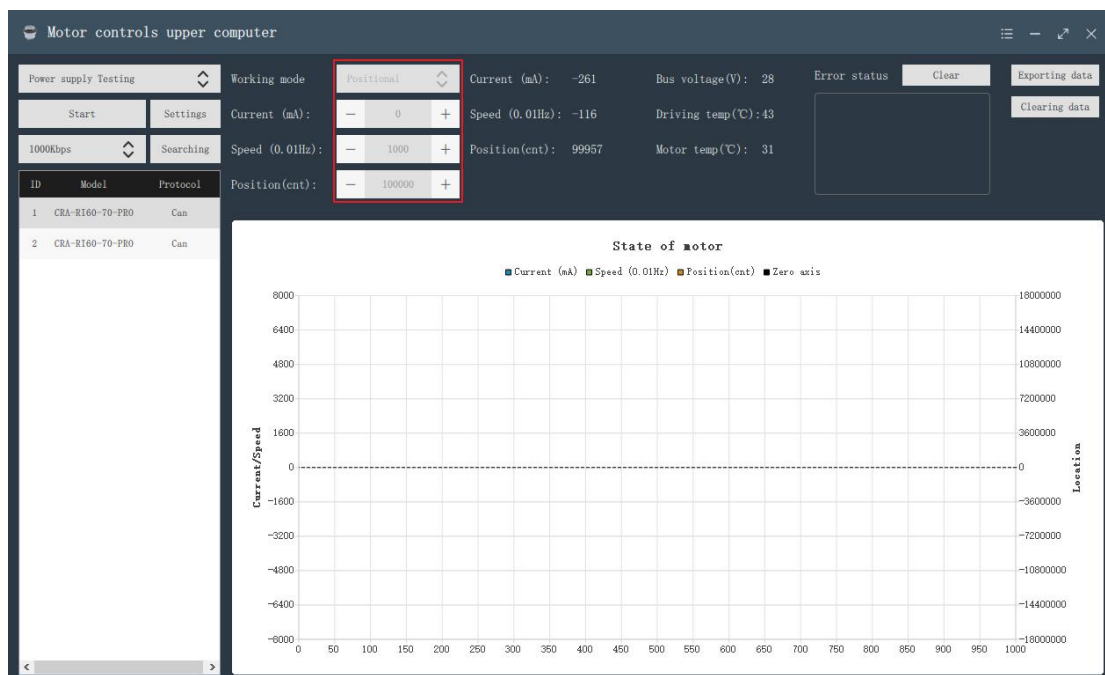 Motor controls upper computer
Power supply Testing
Working mode Positional Current (mA): -261 Bus voltage(V): 28 Error status Clear Exporting data
Start Settings Current (mA): − 0 + Speed (0.01Hz): -116 Driving temp(℃):43 Clearing data
1000Kbps Searching Speed (0.01Hz): − 1000 + Position(cnt): 99957 Motor temp(℃): 31
Position(cnt): − 100000 +
ID Model Protocol
1 CRA-RI60-70-PRO Can
2 CRA-RI60-70-PRO Can
State of motor
Current (mA) Speed (0.01Hz) Position(cnt) Zero axis
8000 18000000
6400 14400000
4800 10800000
3200 7200000
1600 3600000
0 0
-1600 -3600000
-3200 -7200000
-4800 -10800000
-6400 -14400000
-8000 -18000000
Current/Speed
Location
0 50 100 150 200 250 300 350 400 450 500 550 600 650 700 750 800 850 900 950 1000